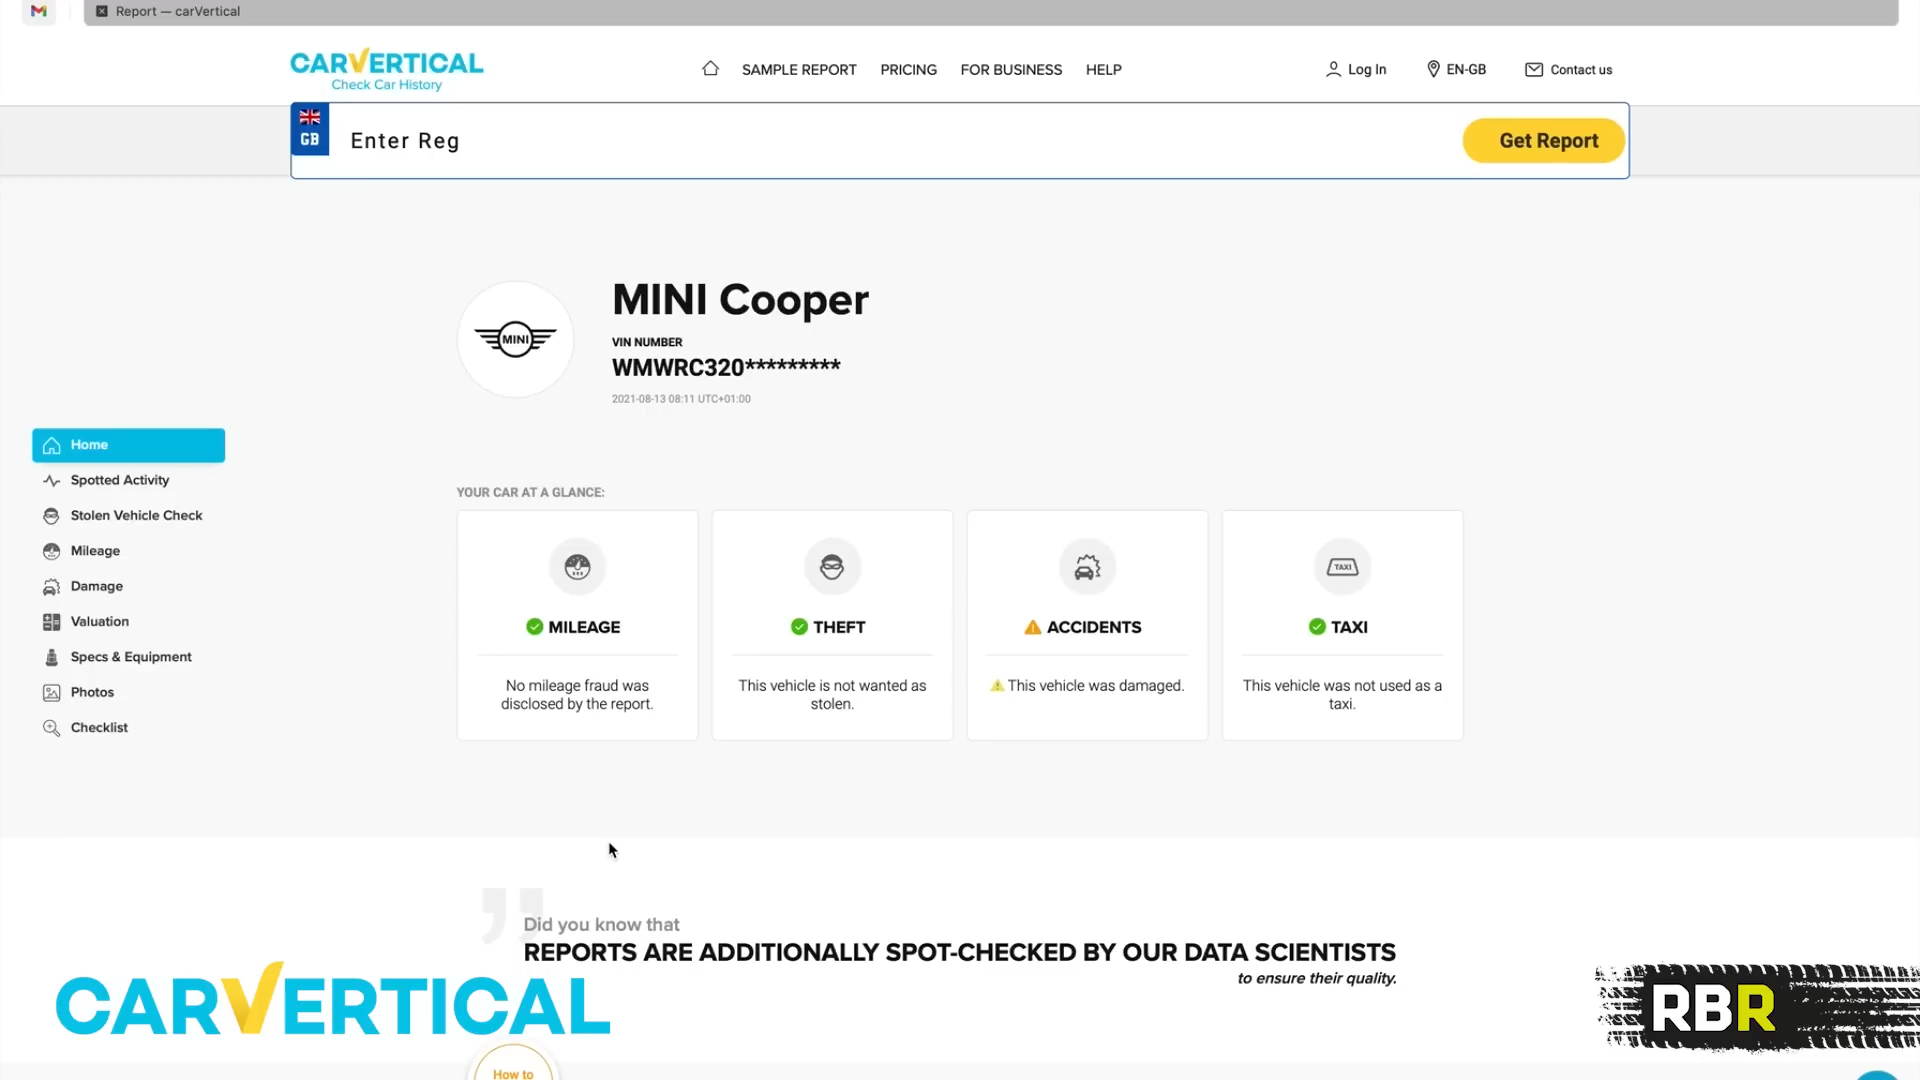 Report — carVertical
CARVERTICAL
Check Car History
SAMPLE REPORT
PRICING
FOR BUSINESS
HELP
Log In
EN-GB
Contact us
GB
Enter Reg
Get Report
MINI Cooper
MINI
VIN NUMBER
WMWRC320*********
2021-08-13 08:11 UTC+01:00
Home
Spotted Activity
Stolen Vehicle Check
Mileage
Damage
Valuation
Specs & Equipment
Photos
Checklist
YOUR CAR AT A GLANCE:
MILEAGE
No mileage fraud was
disclosed by the report.
THEFT
This vehicle is not wanted as
stolen.
ACCIDENTS
This vehicle was damaged.
TAXI
TAXI
This vehicle was not used as a
taxi.
Did you know that
REPORTS ARE ADDITIONALLY SPOT-CHECKED BY OUR DATA SCIENTISTS
to ensure their quality.
CARVERTICAL
RBR
How to